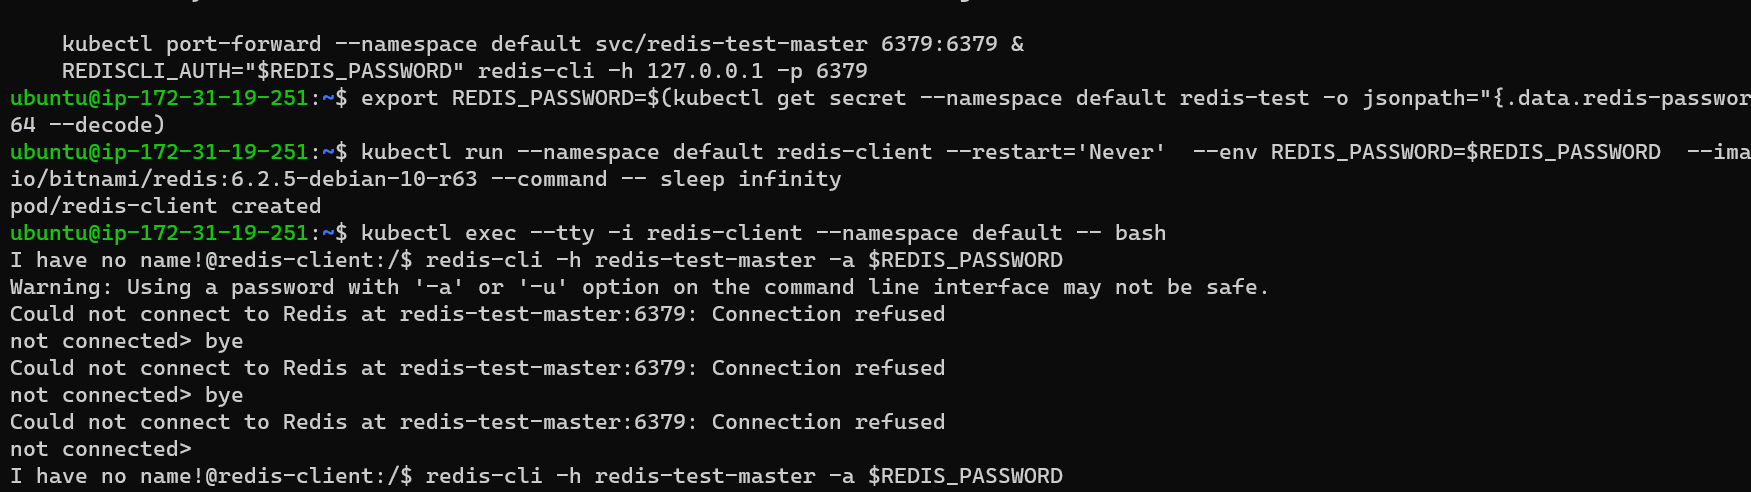 kubectl port-forward --namespace default svc/redis-test-master 6379:6379 &
REDISCLI_AUTH="$REDIS_PASSWORD" redis-cli -h 127.0.0.1 -p 6379
ubuntu@ip-172-31-19-251:~$ export REDIS_PASSWORD=$(kubectl get secret --namespace default redis-test -o jsonpath="{.data.redis-passwor
64 --decode)
ubuntu@ip-172-31-19-251:~$ kubectl run --namespace default redis-client --restart='Never'  --env REDIS_PASSWORD=$REDIS_PASSWORD  --ima
io/bitnami/redis:6.2.5-debian-10-r63 --command -- sleep infinity
pod/redis-client created
ubuntu@ip-172-31-19-251:~$ kubectl exec --tty -i redis-client --namespace default -- bash
I have no name!@redis-client:/$ redis-cli -h redis-test-master -a $REDIS_PASSWORD
Warning: Using a password with '-a' or '-u' option on the command line interface may not be safe.
Could not connect to Redis at redis-test-master:6379: Connection refused
not connected> bye
Could not connect to Redis at redis-test-master:6379: Connection refused
not connected> bye
Could not connect to Redis at redis-test-master:6379: Connection refused
not connected>
I have no name!@redis-client:/$ redis-cli -h redis-test-master -a $REDIS_PASSWORD